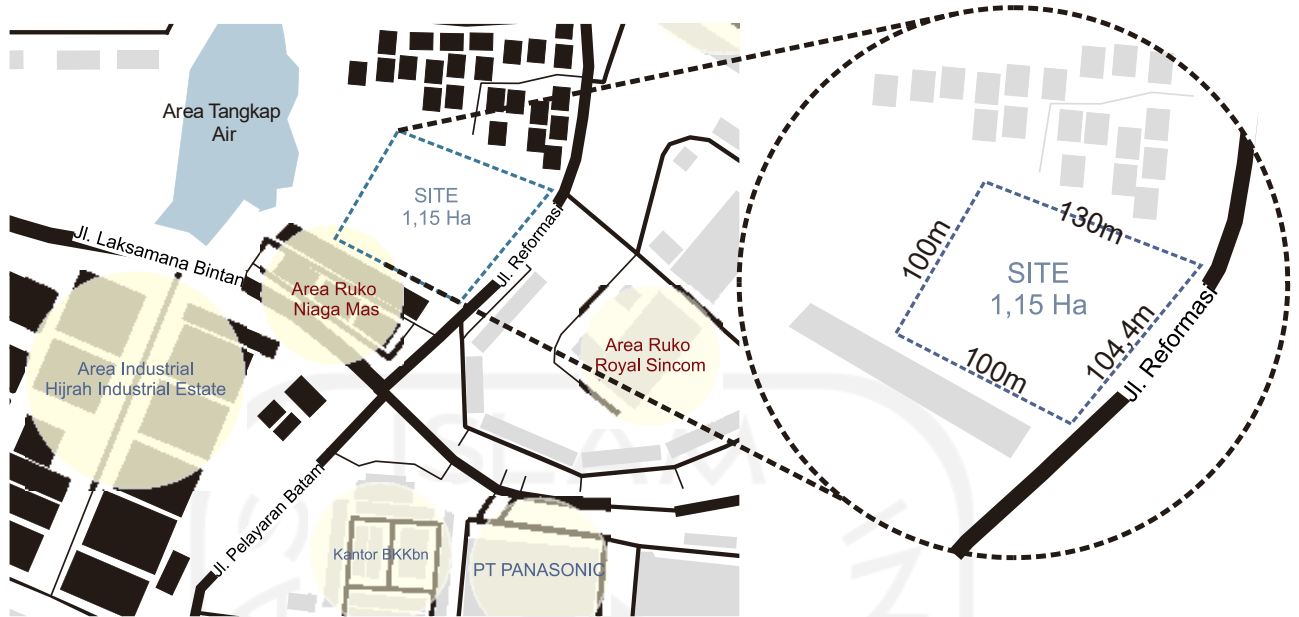 Area Tangkap
Air
SITE
1,15 Ha
Jl. Reformasi
Jl. Laksamana Bintan
Area Ruko
Niaga Mas
Area Industrial
Hijrah Industrial Estate
Area Ruko
Royal Sincom
Jl. Pelayaran Batam
Kantor BKKbn
PT PANASONIC
ISLAM
130m
100m
SITE
1,15 Ha
104.4m
100m
Jl. Reformasi